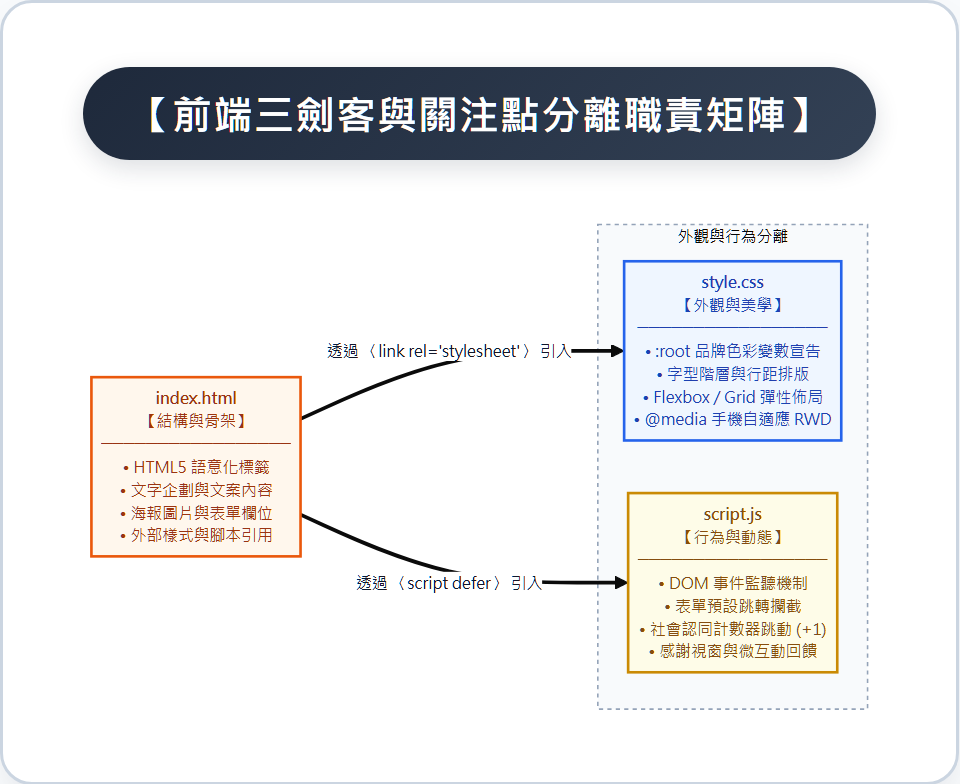 【前端三劍客與關注點分離職責矩陣】
外觀與行為分離
style.css
【外觀與美學】
• :root 品牌色彩變數宣告
• 字型階層與行距排版
• Flexbox / Grid 彈性佈局
• @media 手機自適應 RWD
透過〈link rel='stylesheet'〉引入
index.html
【結構與骨架】
• HTML5 語意化標籤
• 文字企劃與文案內容
• 海報圖片與表單欄位
• 外部樣式與腳本引用
透過〈script defer〉引入
script.js
【行為與動態】
• DOM 事件監聽機制
• 表單預設跳轉攔截
• 社會認同計數器跳動 (+1)
• 感謝視窗與微互動回饋